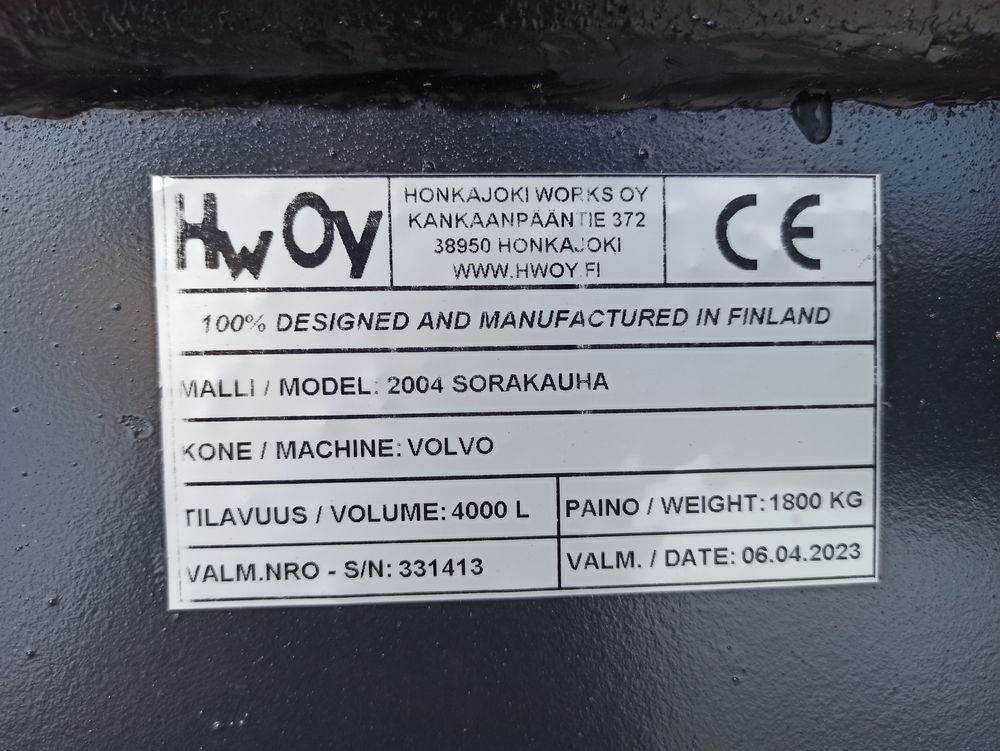 HwOy
HONKAJOKI WORKS OY
KANKAANPÄÄNTIE 372
38950 HONKAJOKI
WWW.HWOY.FI
CE
100% DESIGNED AND MANUFACTURED IN FINLAND
MALLI / MODEL: 2004 SORAKAUHA
KONE / MACHINE: VOLVO
TILAVUUS / VOLUME: 4000 L
PAINO / WEIGHT: 1800 KG
VALM.NRO - S/N: 331413
VALM. / DATE: 06.04.2023